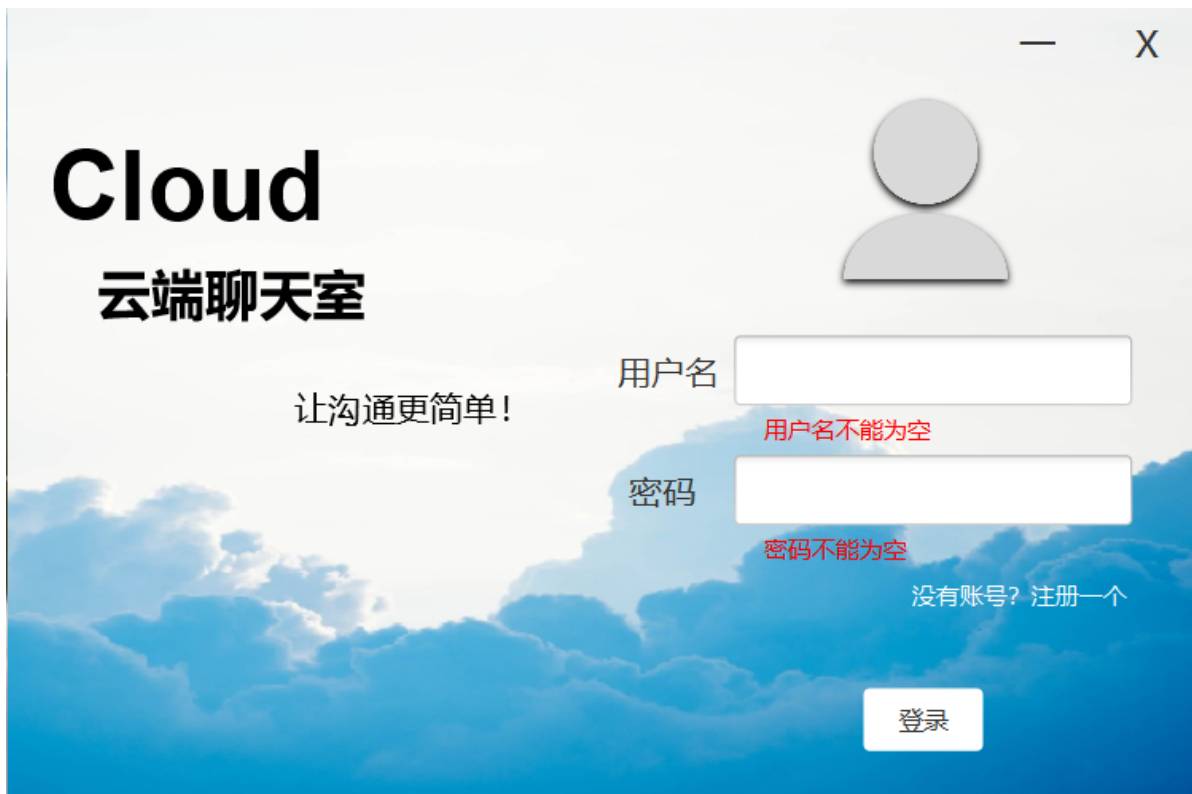 — X
Cloud
云端聊天室
让沟通更简单!
用户名
用户名不能为空
密码
密码不能为空
没有账号?注册一个
登录